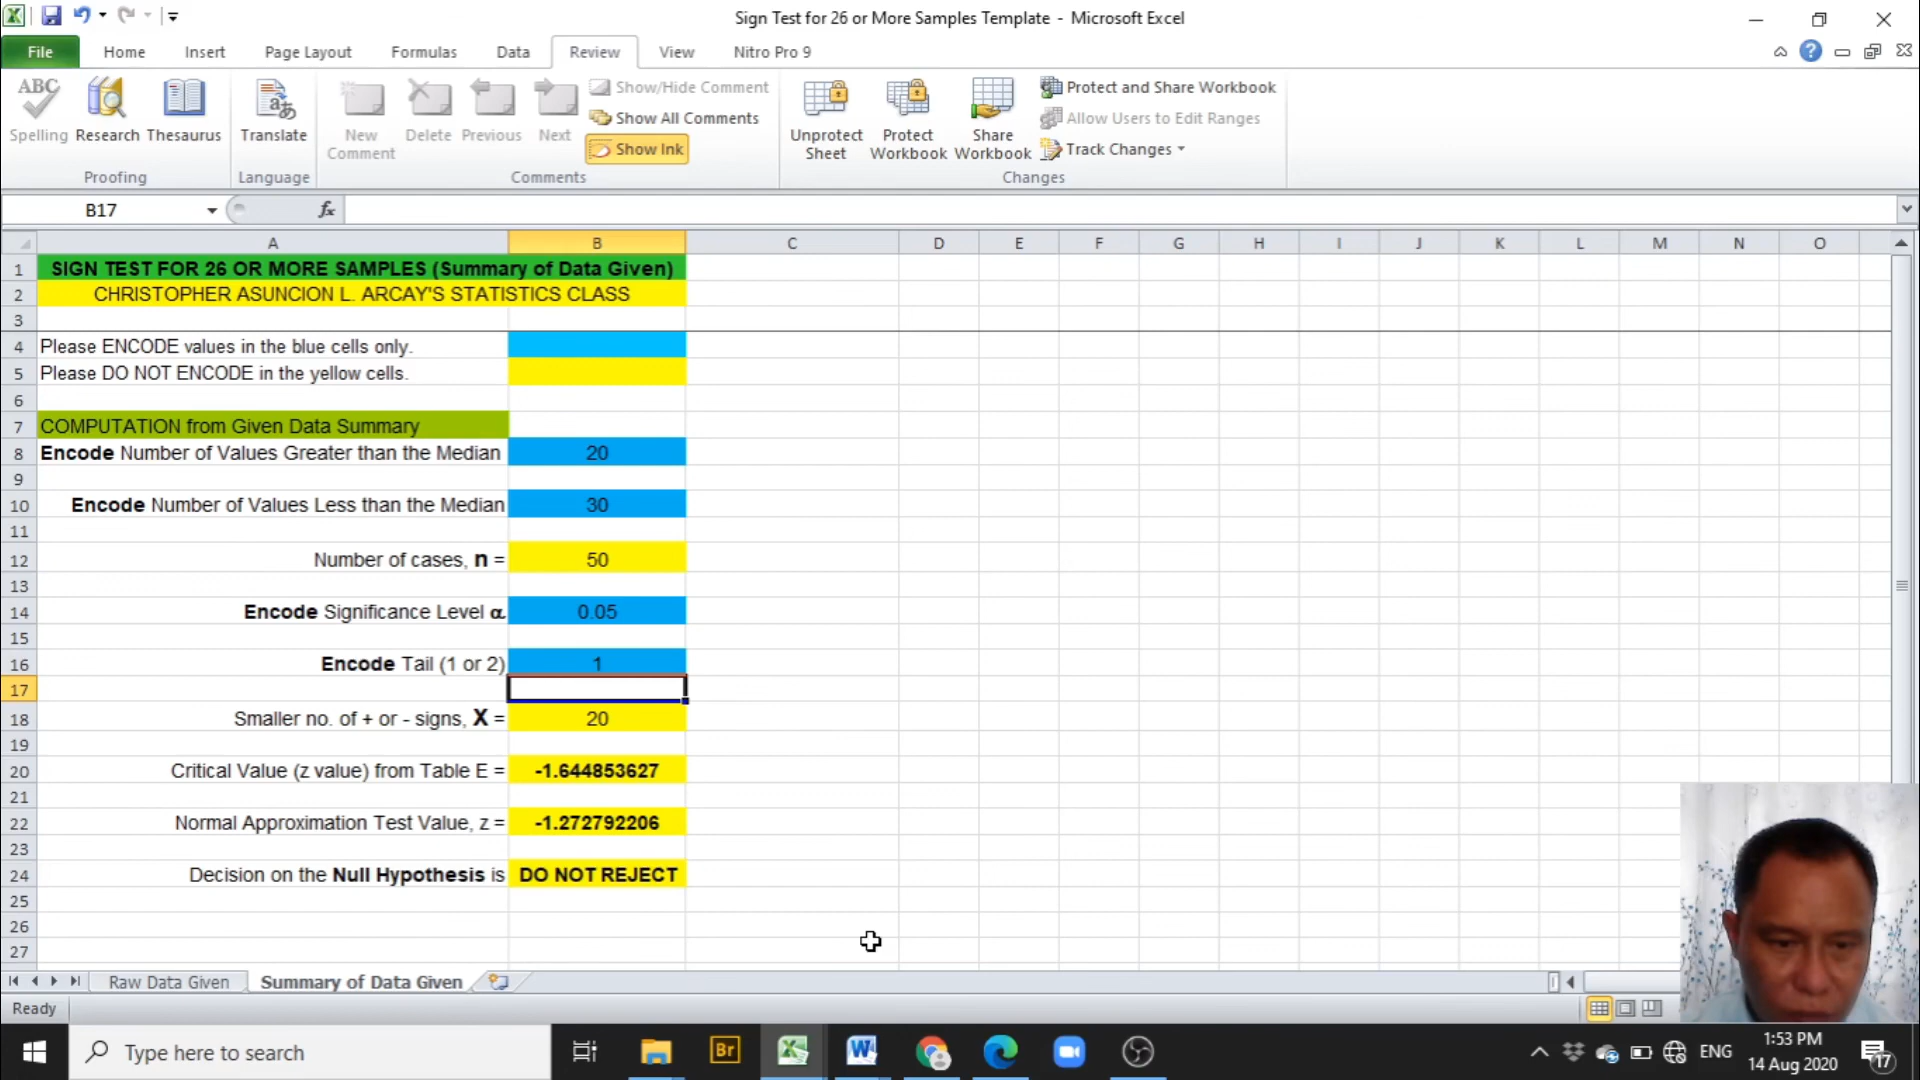 Sign Test for 26 or More Samples Template - Microsoft Excel
File Home Insert Page Layout Formulas Data Review View Nitro Pro 9
ABC
Spelling Research Thesaurus
Proofing
Translate
Language
New Comment Delete Previous Next
Show/Hide Comment
Show All Comments
Show Ink
Comments
Unprotect Sheet Protect Workbook Share Workbook
Protect and Share Workbook
Allow Users to Edit Ranges
Track Changes
Changes
B17 fx
A B C D E F G H I J K L M N O
1 SIGN TEST FOR 26 OR MORE SAMPLES (Summary of Data Given)
2 CHRISTOPHER ASUNCION L. ARCAY'S STATISTICS CLASS
3
4 Please ENCODE values in the blue cells only.
5 Please DO NOT ENCODE in the yellow cells.
6
7 COMPUTATION from Given Data Summary
8 Encode Number of Values Greater than the Median 20
9
10 Encode Number of Values Less than the Median 30
11
12 Number of cases, n = 50
13
14 Encode Significance Level α 0.05
15
16 Encode Tail (1 or 2) 1
17
18 Smaller no. of + or - signs, X = 20
19
20 Critical Value (z value) from Table E = -1.644853627
21
22 Normal Approximation Test Value, z = -1.272792206
23
24 Decision on the Null Hypothesis is DO NOT REJECT
25
26
27
Raw Data Given Summary of Data Given
Ready
Type here to search
Br
ENG
1:53 PM
14 Aug 2020
17